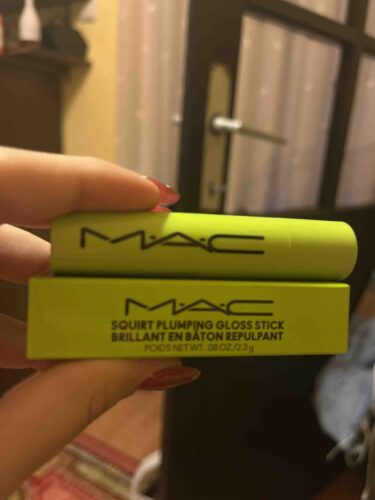 M·A·C
M·A·C
SQUIRT PLUMPING GLOSS STICK
BRILLANT EN BÂTON REPULPANT
POIDS NET WT. .08 OZ./2.3 g